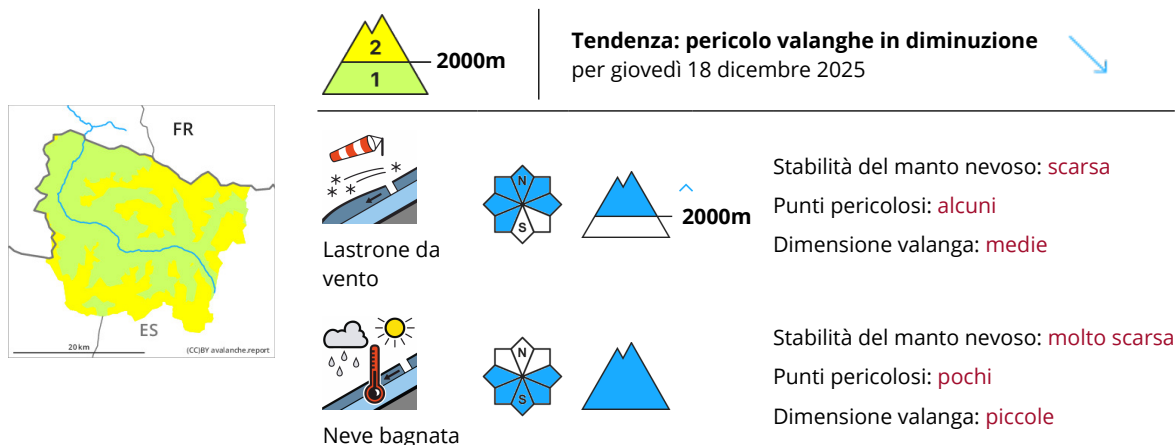 2
1
2000m
Tendenza: pericolo valanghe in diminuzione
per giovedì 18 dicembre 2025
FR
ES
20 km
(CC)BY avalanche.report
N
S
2000m
Lastrone da
vento
Stabilità del manto nevoso: scarsa
Punti pericolosi: alcuni
Dimensione valanga: medie
N
S
Neve bagnata
Stabilità del manto nevoso: molto scarsa
Punti pericolosi: pochi
Dimensione valanga: piccole